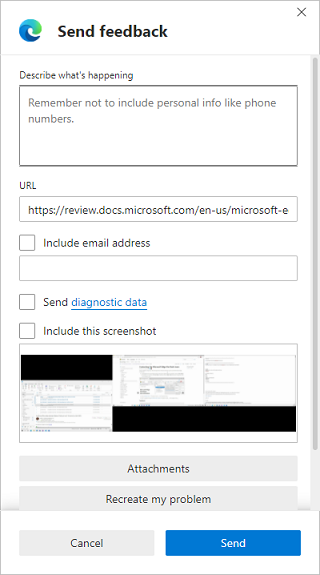 Send feedback
Describe what's happening
Remember not to include personal info like phone
numbers.
URL
https://review.docs.microsoft.com/en-us/microsoft-e
Include email address
Send diagnostic data
Include this screenshot
Attachments
Recreate my problem
Cancel
Send